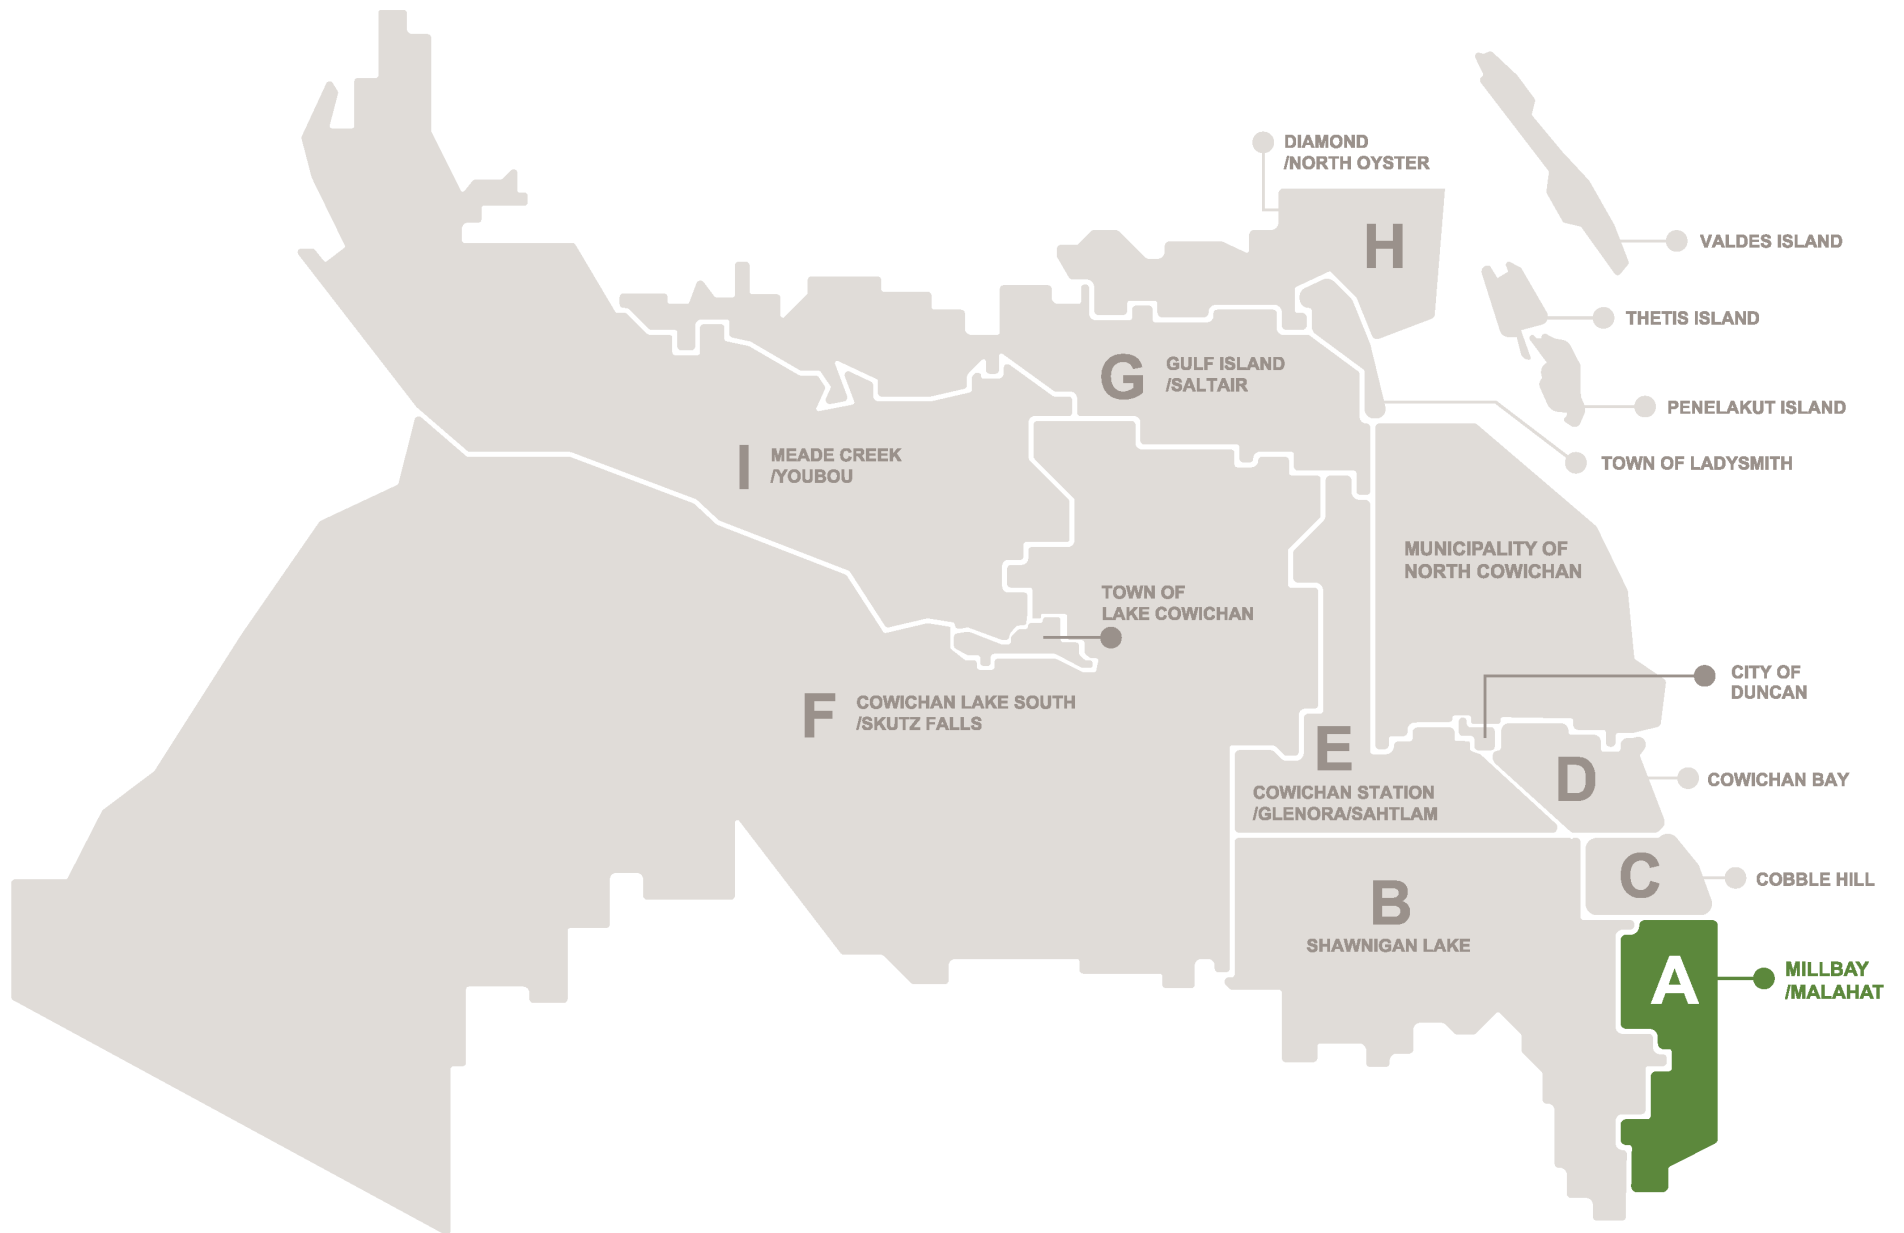 DIAMOND
/NORTH OYSTER
H
VALDES ISLAND
THETIS ISLAND
G
GULF ISLAND
/SALTAIR
PENELAKUT ISLAND
I
MEADE CREEK
/YOUBOU
TOWN OF LADYSMITH
MUNICIPALITY OF
NORTH COWICHAN
TOWN OF
LAKE COWICHAN
F
COWICHAN LAKE SOUTH
/SKUTZ FALLS
CITY OF
DUNCAN
E
COWICHAN STATION
/GLENORA/SAHTLAM
D
COWICHAN BAY
C
COBBLE HILL
B
SHAWNIGAN LAKE
A
MILLBAY
/MALAHAT